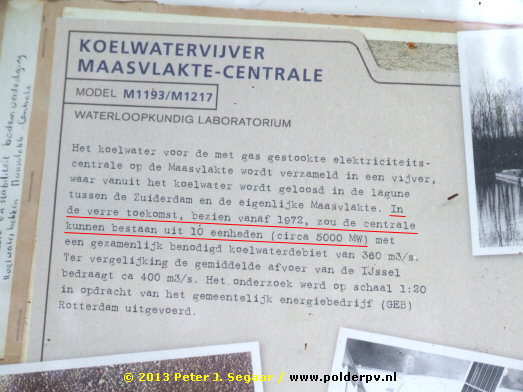 KOELWATERVIJVER
MAASVLAKTE-CENTRALE
MODEL M1193/M1217
WATERLOOPKUNDIG LABORATORIUM
Het koelwater voor de met gas gestookte elektriciteits-
centrale op de Maasvlakte wordt verzameld in een vijver,
waar vanuit het koelwater wordt geloosd in de lagune
tussen de Zuiderdam en de eigenlijke Maasvlakte. In
de verre toekomst, bezien vanaf 1972, zou de centrale
kunnen bestaan uit 10 eenheden (circa 5000 MW) met
een gezamenlijk benodigd koelwaterdebiet van 360 m3/s.
Ter vergelijking de gemiddelde afvoer van de IJssel
bedraagt ca 400 m3/s. Het onderzoek werd op schaal 1:20
in opdracht van het gemeentelijk energiebedrijf (GEB)
Rotterdam uitgevoerd.
© 2013 Peter J. Segaar / www.polderpv.nl